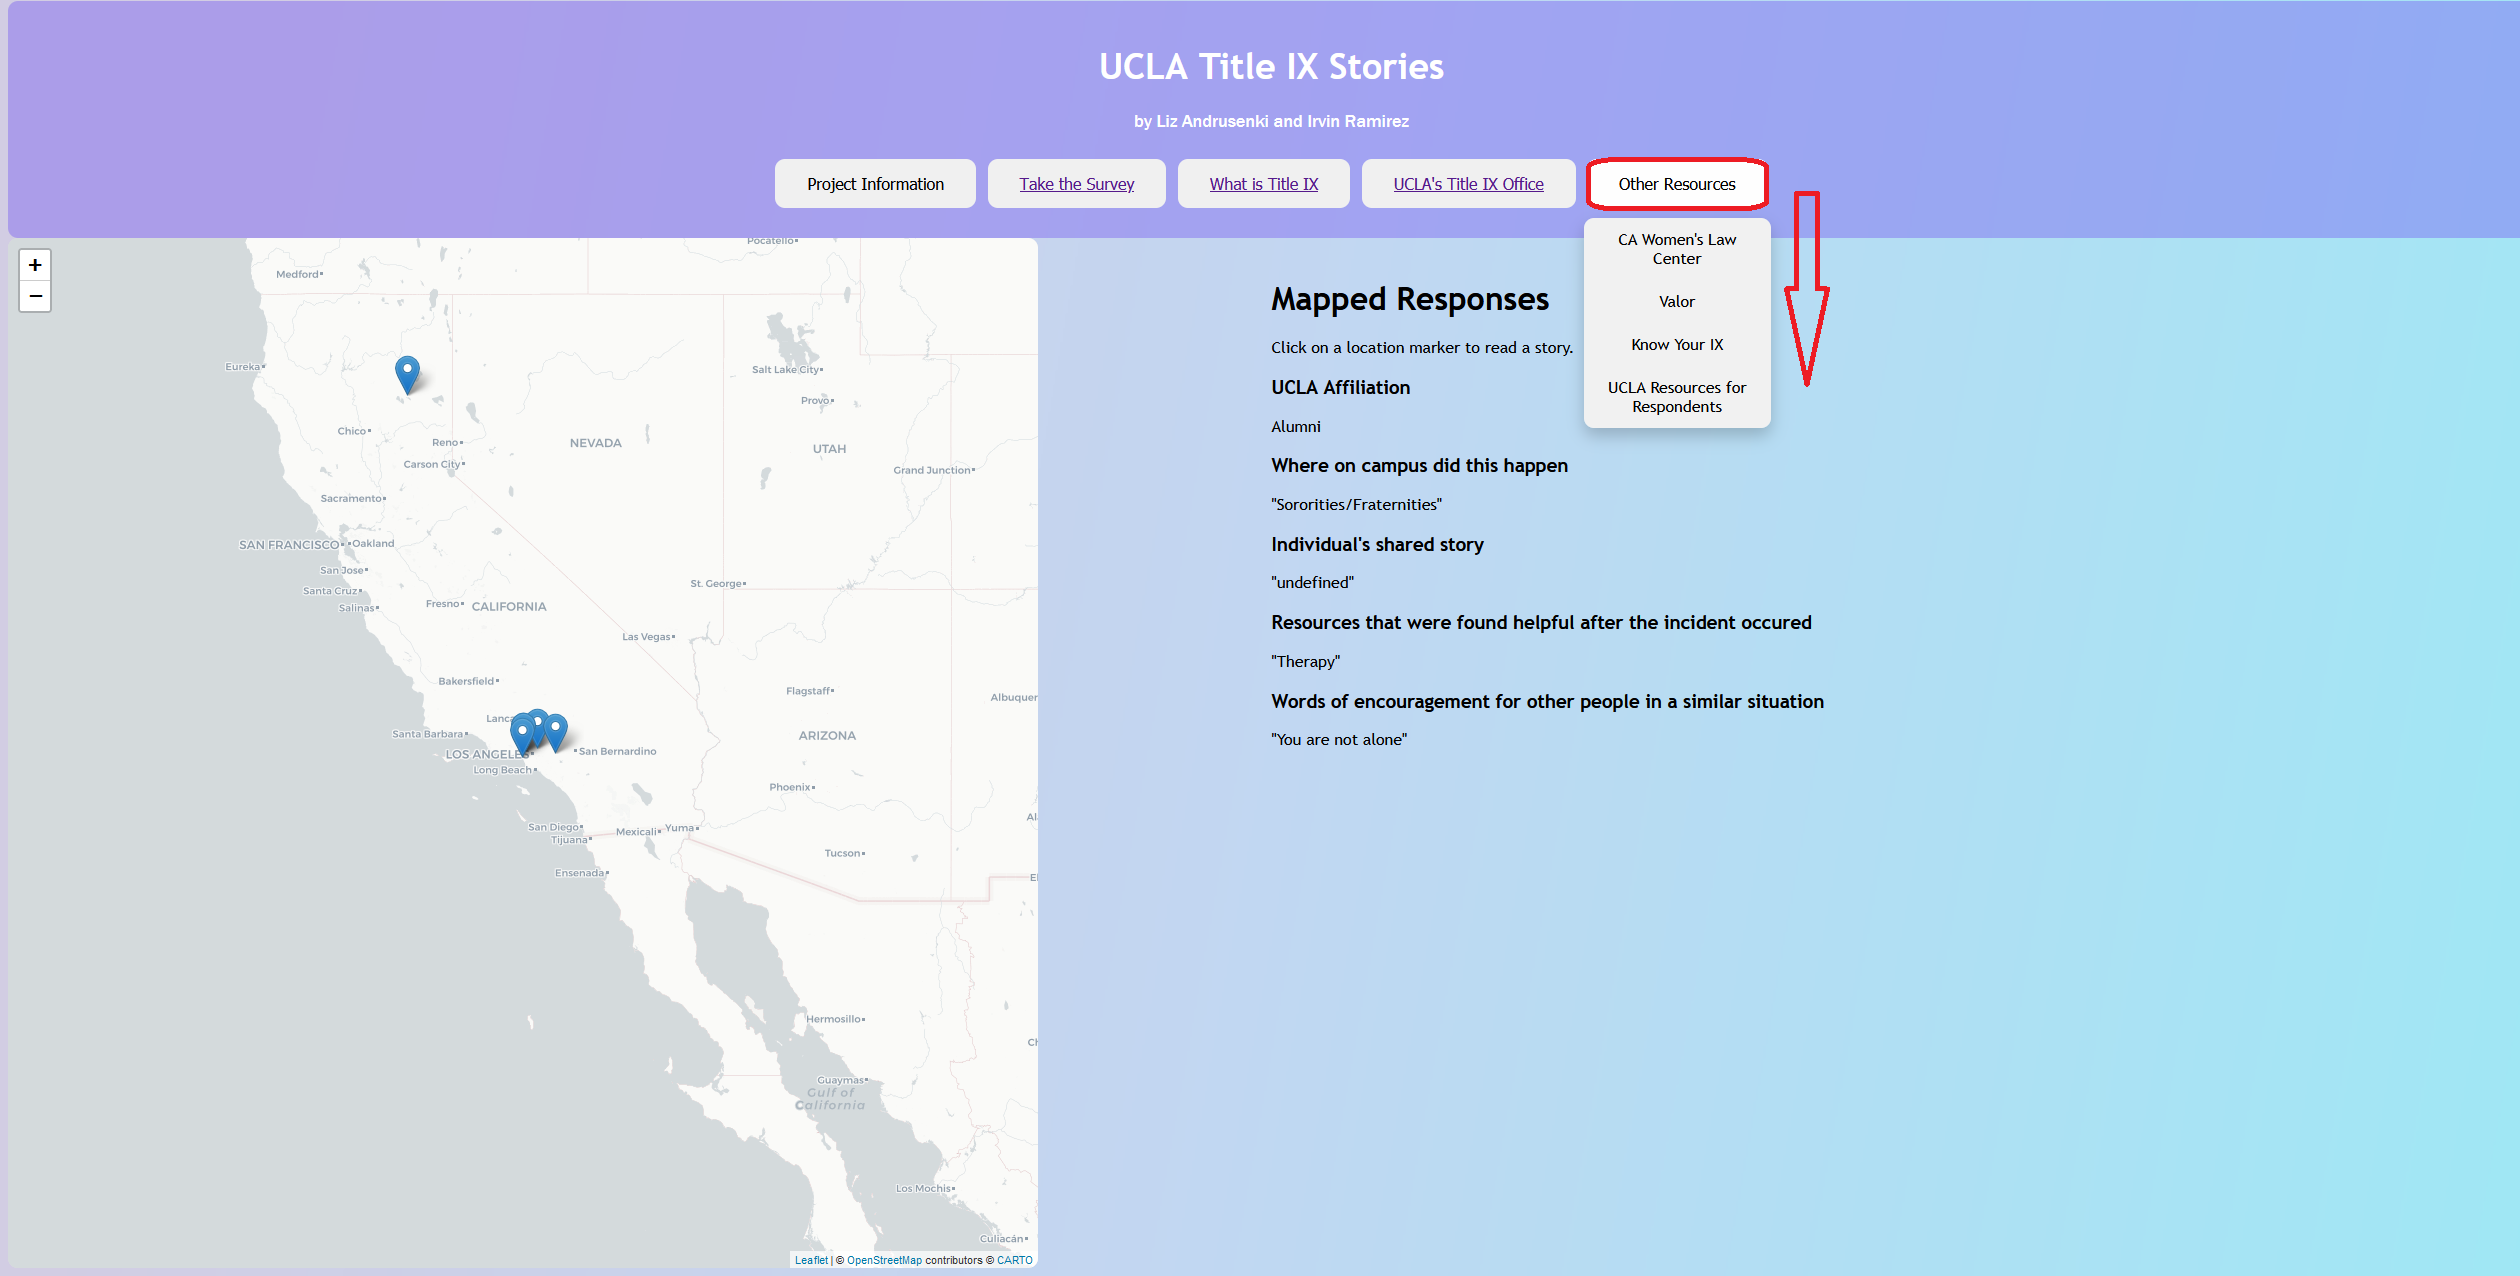 UCLA Title IX Stories
by Liz Andrusenki and Irvin Ramirez
Project Information
Take the Survey
What is Title IX
UCLA's Title IX Office
Other Resources
CA Women's Law
Center
Valor
Know Your IX
UCLA Resources for
Respondents
+
−
Pocatello
Medford
Eureka
Salt Lake City
Provo
Chico
Reno
NEVADA
UTAH
Carson City
Grand Junction
Sacramento
SAN FRANCISCO
Oakland
San Jose
St. George
Santa Cruz
Salinas
Fresno
CALIFORNIA
Las Vegas
Bakersfield
Flagstaff
Albuquer
Lanca
Santa Barbara
ARIZONA
LOS ANGELES
San Bernardino
Long Beach
Phoenix
San Diego
Mexicali
Yuma
Al
Tijuana
Tucson
Ensenada
El
Hermosillo
Ch
Guaymas
Gulf of
California
Los Mochis
Culiacán
Leaflet | © OpenStreetMap contributors © CARTO
Mapped Responses
Click on a location marker to read a story.
UCLA Affiliation
Alumni
Where on campus did this happen
"Sororities/Fraternities"
Individual's shared story
"undefined"
Resources that were found helpful after the incident occured
"Therapy"
Words of encouragement for other people in a similar situation
"You are not alone"